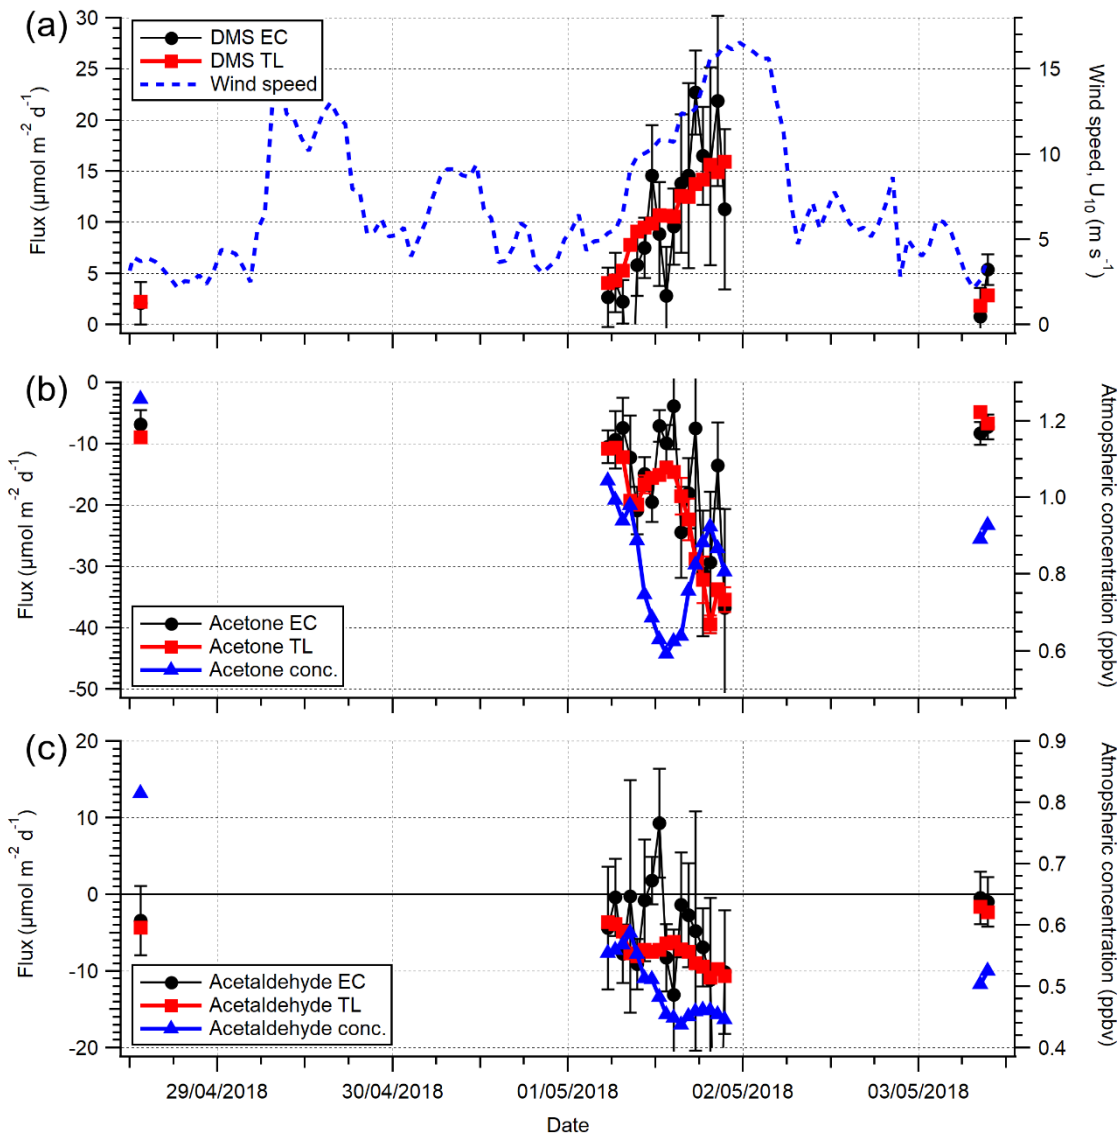 (a)
DMS EC
DMS TL
Wind speed
30
25
20
15
10
5
0
Flux (µmol m⁻² d⁻¹)
15
10
5
0
Wind speed, U₁₀ (m s⁻¹)
(b)
0
-10
-20
-30
-40
-50
Flux (µmol m⁻² d⁻¹)
Acetone EC
Acetone TL
Acetone conc.
1.2
1.0
0.8
0.6
Atmopsheric concentration (ppbv)
(c)
20
10
0
-10
-20
Flux (µmol m⁻² d⁻¹)
Acetaldehyde EC
Acetaldehyde TL
Acetaldehyde conc.
0.9
0.8
0.7
0.6
0.5
0.4
Atmopsheric concentration (ppbv)
29/04/2018 30/04/2018 01/05/2018 02/05/2018 03/05/2018
Date